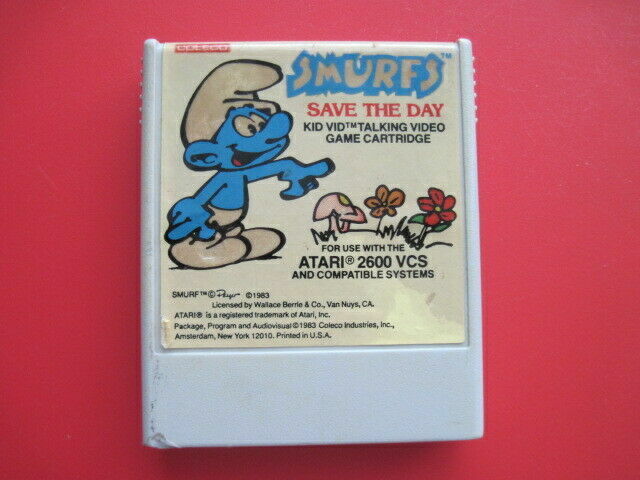 COLECO
SMURFS™
SAVE THE DAY
KID VID™ TALKING VIDEO
GAME CARTRIDGE
FOR USE WITH THE
ATARI® 2600 VCS
AND COMPATIBLE SYSTEMS
SMURF™© Peyo ©1983
Licensed by Wallace Berrie & Co., Van Nuys, CA.
ATARI® is a registered trademark of Atari, Inc.
Package, Program and Audiovisual ©1983 Coleco Industries, Inc.,
Amsterdam, New York 12010. Printed in U.S.A.